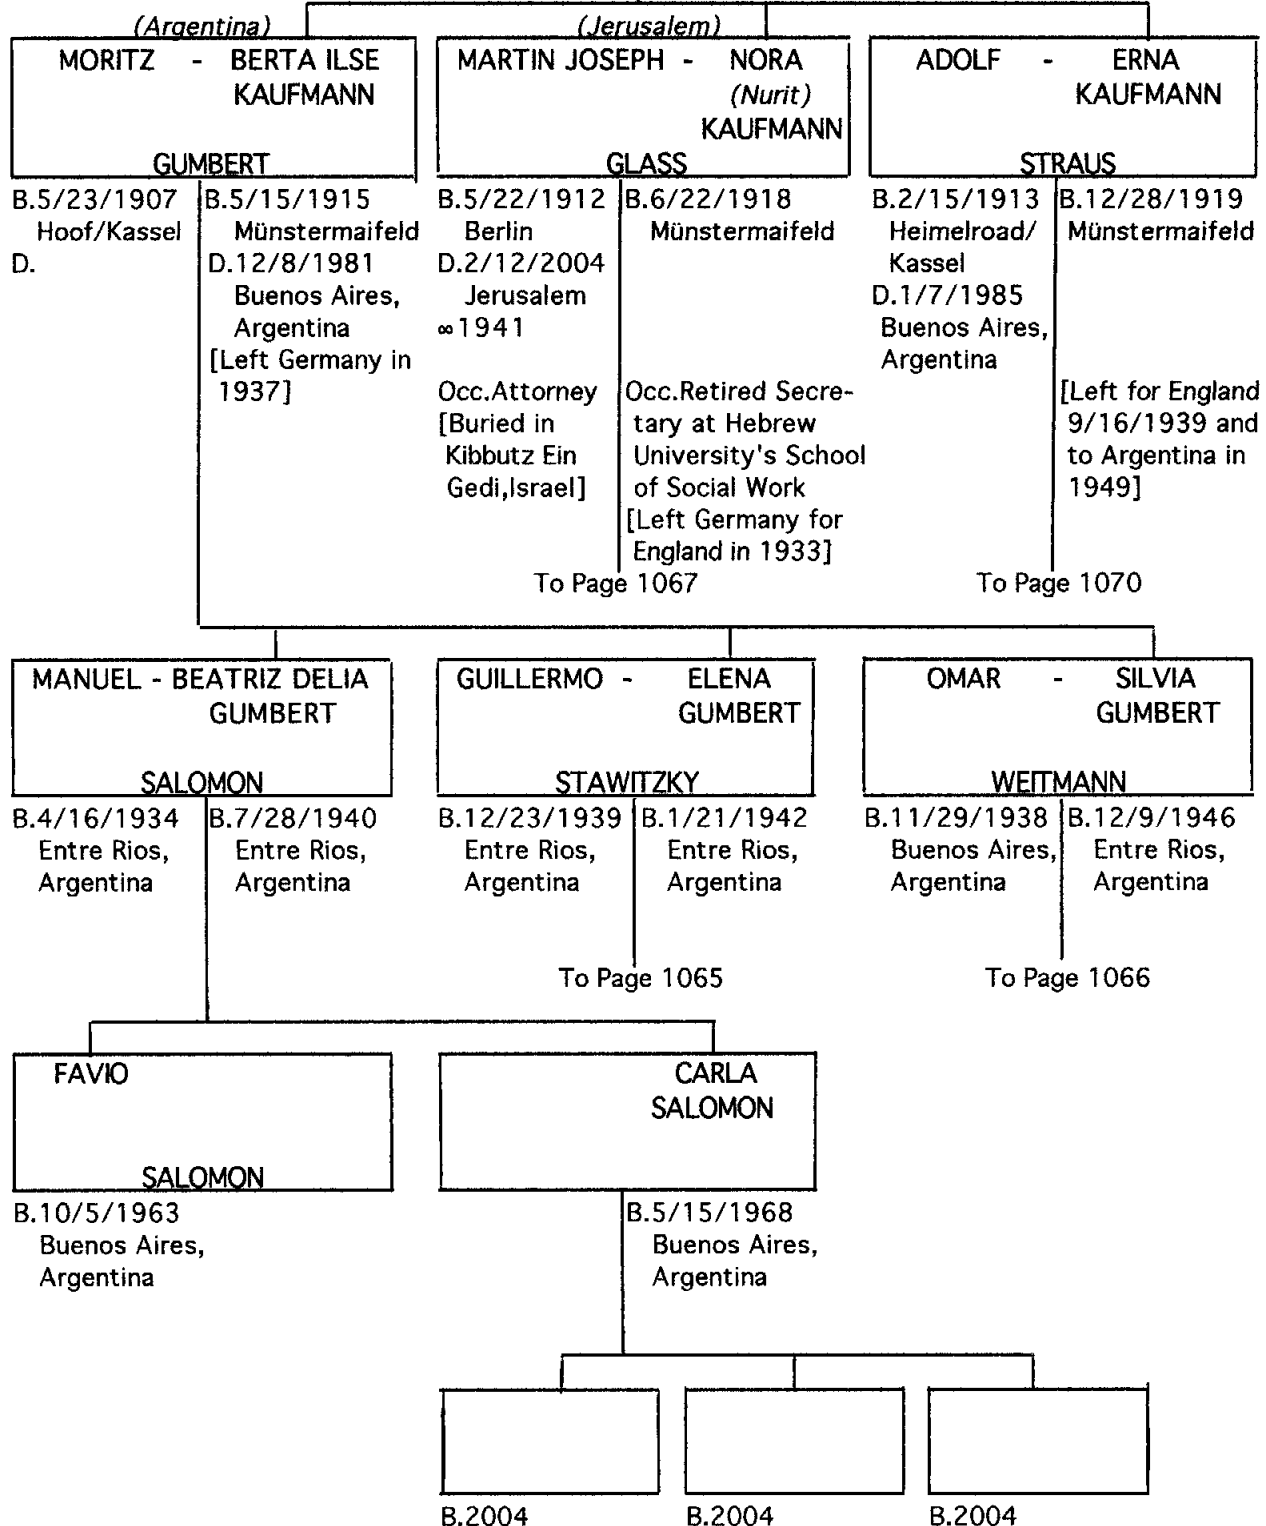 (Argentina)
(Jerusalem)
MORITZ - BERTA ILSE
KAUFMANN
GUMBERT
MARTIN JOSEPH - NORA
(Nurit)
KAUFMANN
GLASS
ADOLF - ERNA
KAUFMANN
STRAUS
B.5/23/1907
Hoof/Kassel
D.
B.5/15/1915
Münstermaifeld
D.12/8/1981
Buenos Aires,
Argentina
[Left Germany in
1937]
B.5/22/1912
Berlin
D.2/12/2004
Jerusalem
∞1941
Occ.Attorney
[Buried in
Kibbutz Ein
Gedi,Israel]
B.6/22/1918
Münstermaifeld
Occ.Retired Secre-
tary at Hebrew
University's School
of Social Work
[Left Germany for
England in 1933]
B.2/15/1913
Heimelroad/
Kassel
D.1/7/1985
Buenos Aires,
Argentina
B.12/28/1919
Münstermaifeld
[Left for England
9/16/1939 and
to Argentina in
1949]
To Page 1067
To Page 1070
MANUEL - BEATRIZ DELIA
GUMBERT
SALOMON
GUILLERMO - ELENA
GUMBERT
STAWITZKY
OMAR - SILVIA
GUMBERT
WEITMANN
B.4/16/1934
Entre Rios,
Argentina
B.7/28/1940
Entre Rios,
Argentina
B.12/23/1939
Entre Rios,
Argentina
B.1/21/1942
Entre Rios,
Argentina
B.11/29/1938
Buenos Aires,
Argentina
B.12/9/1946
Entre Rios,
Argentina
To Page 1065
To Page 1066
FAVIO
SALOMON
CARLA
SALOMON
B.10/5/1963
Buenos Aires,
Argentina
B.5/15/1968
Buenos Aires,
Argentina
B.2004
B.2004
B.2004